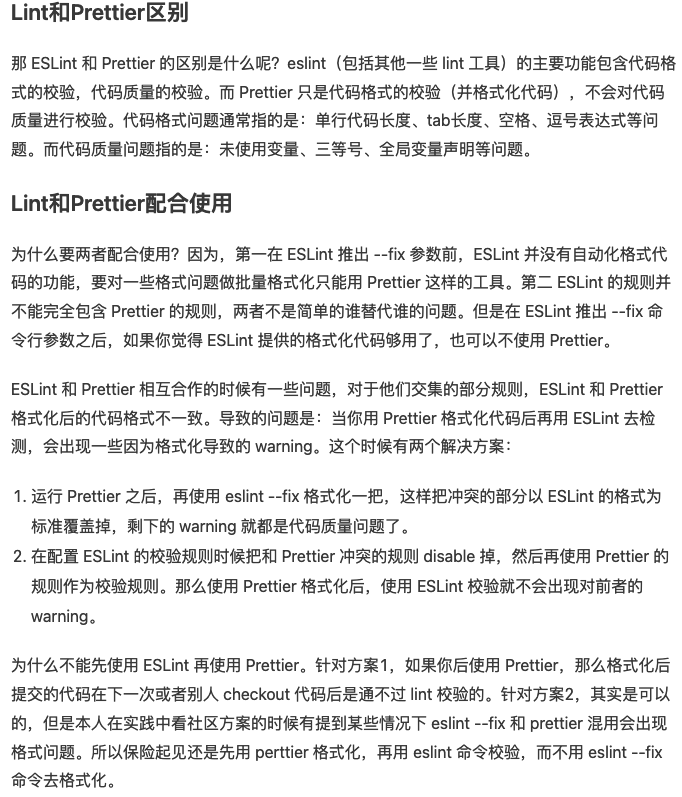 Lint和Prettier区别
那 ESLint 和 Prettier 的区别是什么呢？eslint（包括其他一些 lint 工具）的主要功能包含代码格
式的校验，代码质量的校验。而 Prettier 只是代码格式的校验（并格式化代码），不会对代码
质量进行校验。代码格式问题通常指的是：单行代码长度、tab长度、空格、逗号表达式等问
题。而代码质量问题指的是：未使用变量、三等号、全局变量声明等问题。
Lint和Prettier配合使用
为什么要两者配合使用？因为，第一在 ESLint 推出 --fix 参数前，ESLint 并没有自动化格式代
码的功能，要对一些格式问题做批量格式化只能用 Prettier 这样的工具。第二 ESLint 的规则并
不能完全包含 Prettier 的规则，两者不是简单的谁替代谁的问题。但是在 ESLint 推出 --fix 命
令行参数之后，如果你觉得 ESLint 提供的格式化代码够用了，也可以不使用 Prettier。
ESLint 和 Prettier 相互合作的时候有一些问题，对于他们交集的部分规则，ESLint 和 Prettier
格式化后的代码格式不一致。导致的问题是：当你用 Prettier 格式化代码后再用 ESLint 去检
测，会出现一些因为格式化导致的 warning。这个时候有两个解决方案：
1. 运行 Prettier 之后，再使用 eslint --fix 格式化一把，这样把冲突的部分以 ESLint 的格式为
标准覆盖掉，剩下的 warning 就都是代码质量问题了。
2. 在配置 ESLint 的校验规则时候把和 Prettier 冲突的规则 disable 掉，然后再使用 Prettier 的
规则作为校验规则。那么使用 Prettier 格式化后，使用 ESLint 校验就不会出现对前者的
warning。
为什么不能先使用 ESLint 再使用 Prettier。针对方案1，如果你后使用 Prettier，那么格式化后
提交的代码在下一次或者别人 checkout 代码后是通不过 lint 校验的。针对方案2，其实是可以
的，但是本人在实践中看社区方案的时候有提到某些情况下 eslint --fix 和 prettier 混用会出现
格式问题。所以保险起见还是先用 perttier 格式化，再用 eslint 命令校验，而不用 eslint --fix
命令去格式化。